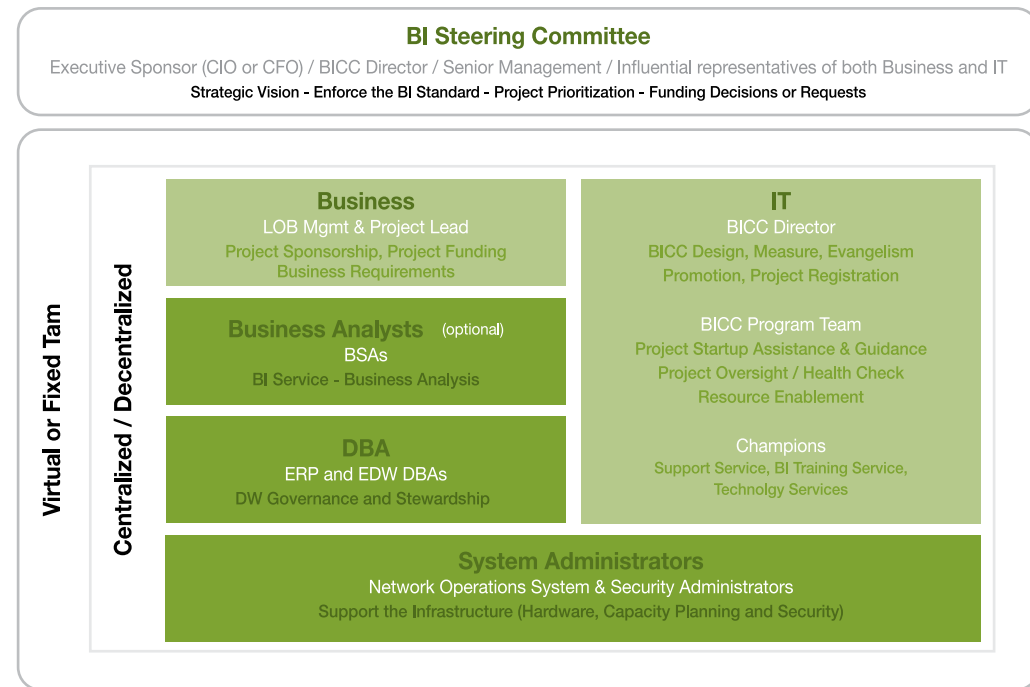 BI Steering Committee
Executive Sponsor (CIO or CFO) / BICC Director / Senior Management / Influential representatives of both Business and IT
Strategic Vision - Enforce the BI Standard - Project Prioritization - Funding Decisions or Requests
Virtual or Fixed Tam
Centralized / Decentralized
Business
LOB Mgmt & Project Lead
Project Sponsorship, Project Funding
Business Requirements
Business Analysts (optional)
BSAs
BI Service - Business Analysis
DBA
ERP and EDW DBAs
DW Governance and Stewardship
IT
BICC Director
BICC Design, Measure, Evangelism
Promotion, Project Registration
BICC Program Team
Project Startup Assistance & Guidance
Project Oversight / Health Check
Resource Enablement
Champions
Support Service, BI Training Service,
Technolgy Services
System Administrators
Network Operations System & Security Administrators
Support the Infrastructure (Hardware, Capacity Planning and Security)